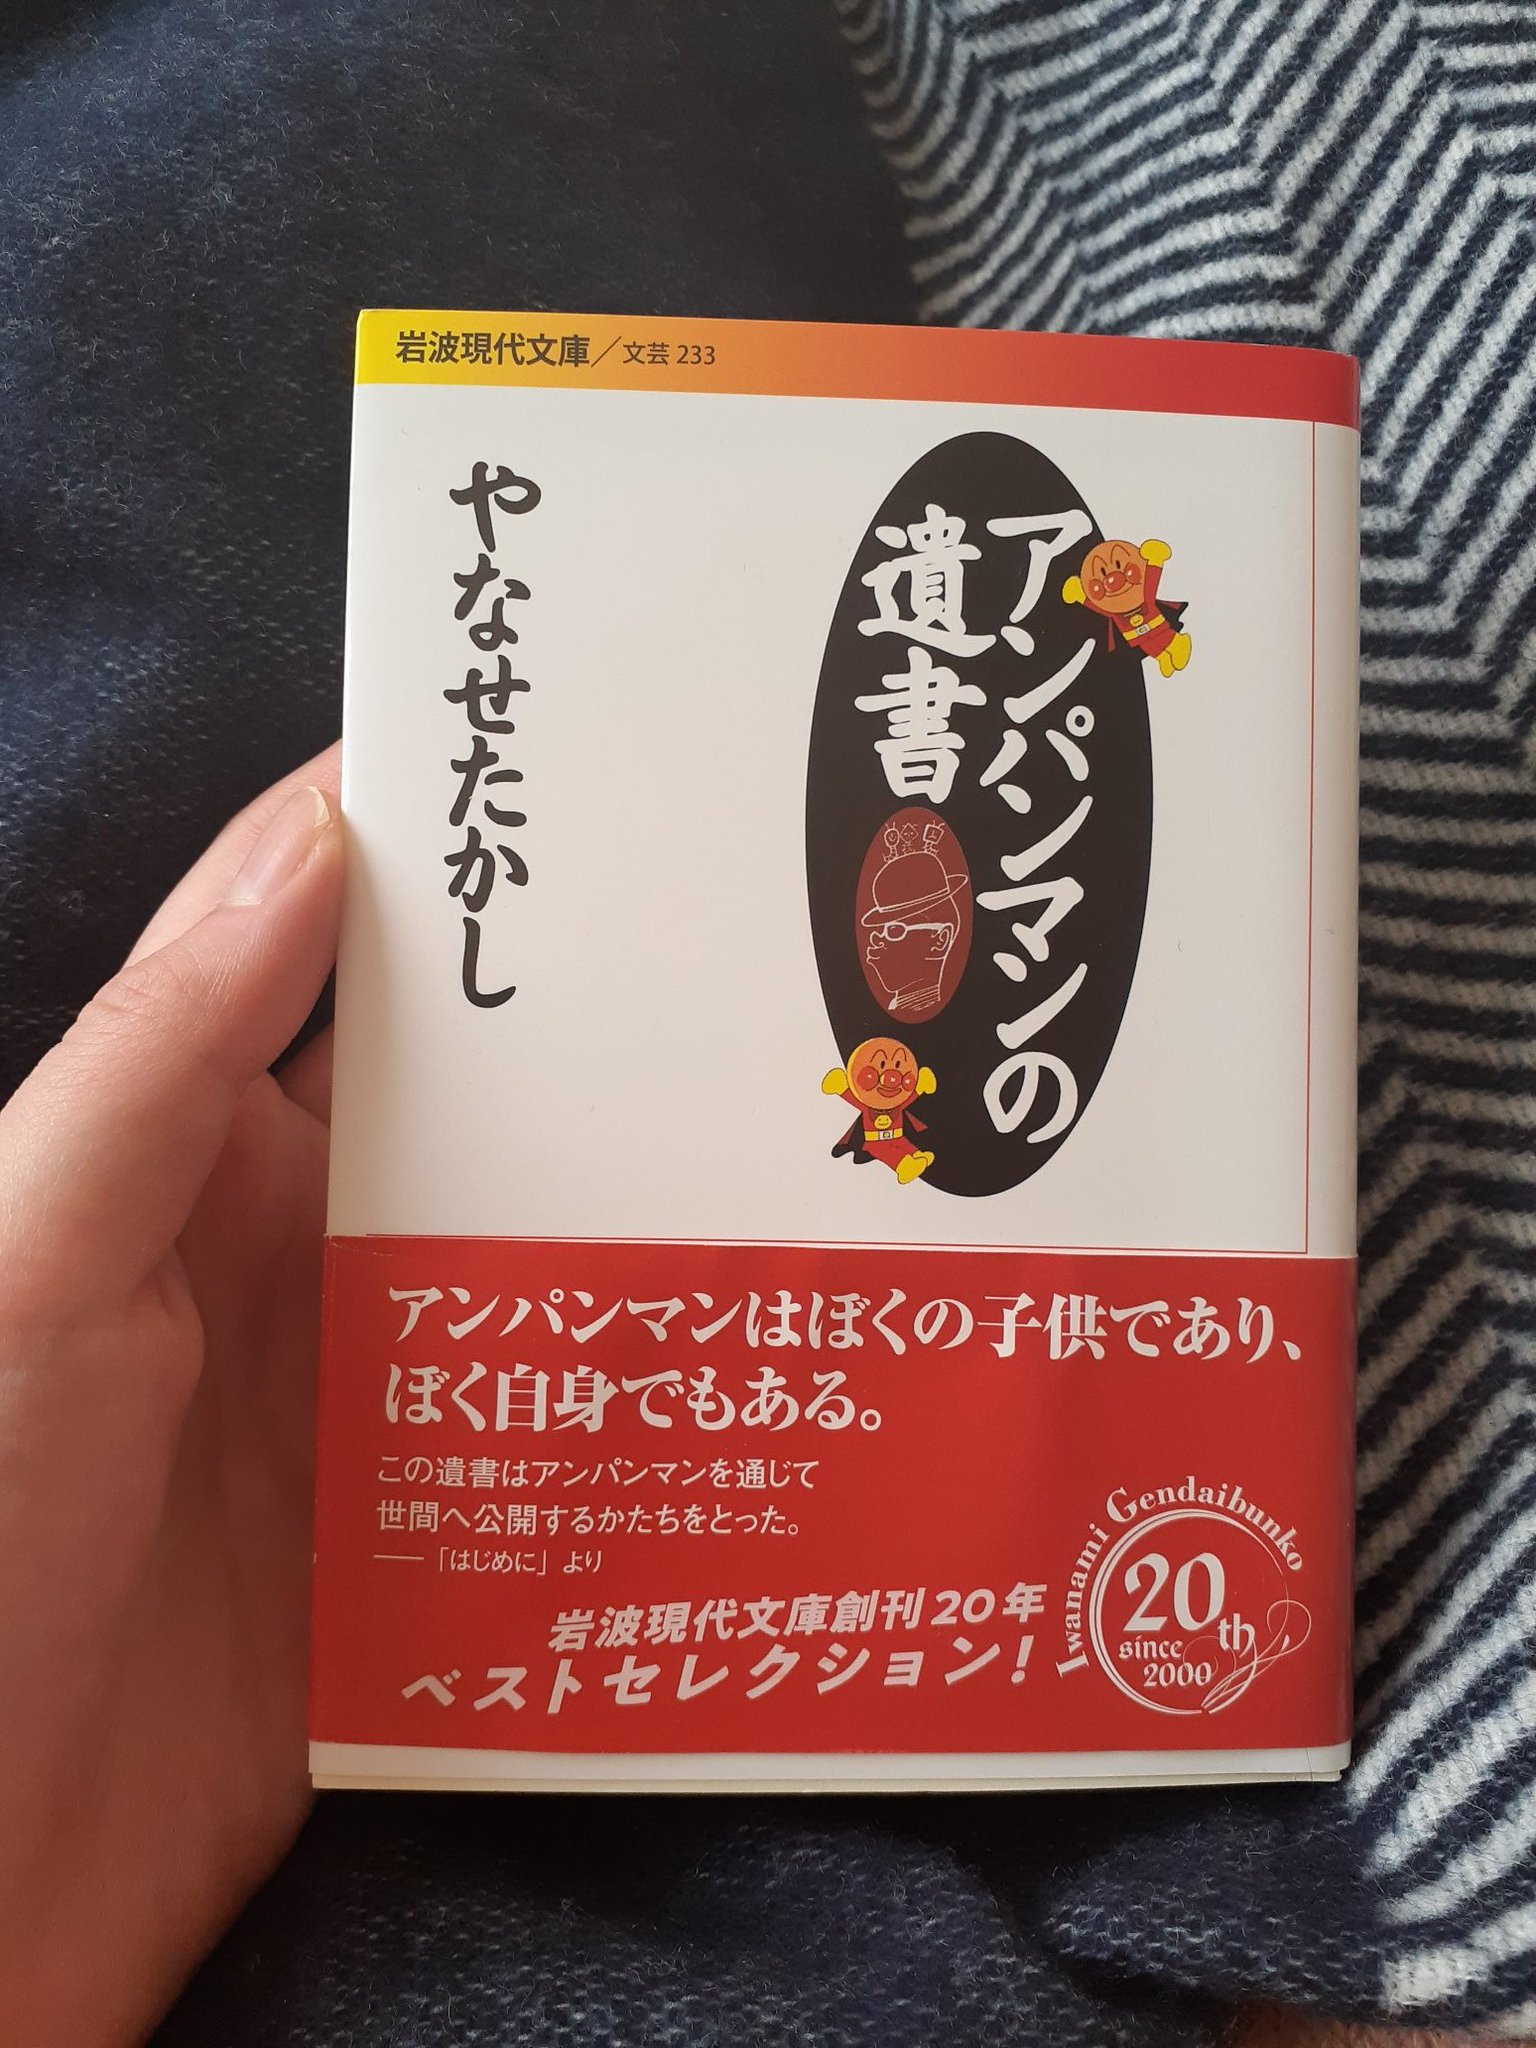 岩波現代文庫／文芸 233
アンパンマンの
遺書
やなせたかし
アンパンマンはぼくの子供であり、
ぼく自身でもある。
この遺書はアンパンマンを通じて
世間へ公開するかたちをとった。
――「はじめに」より
岩波現代文庫創刊20年
ベストセレクション!
Iwanami Gendaibunko
20th
since
2000